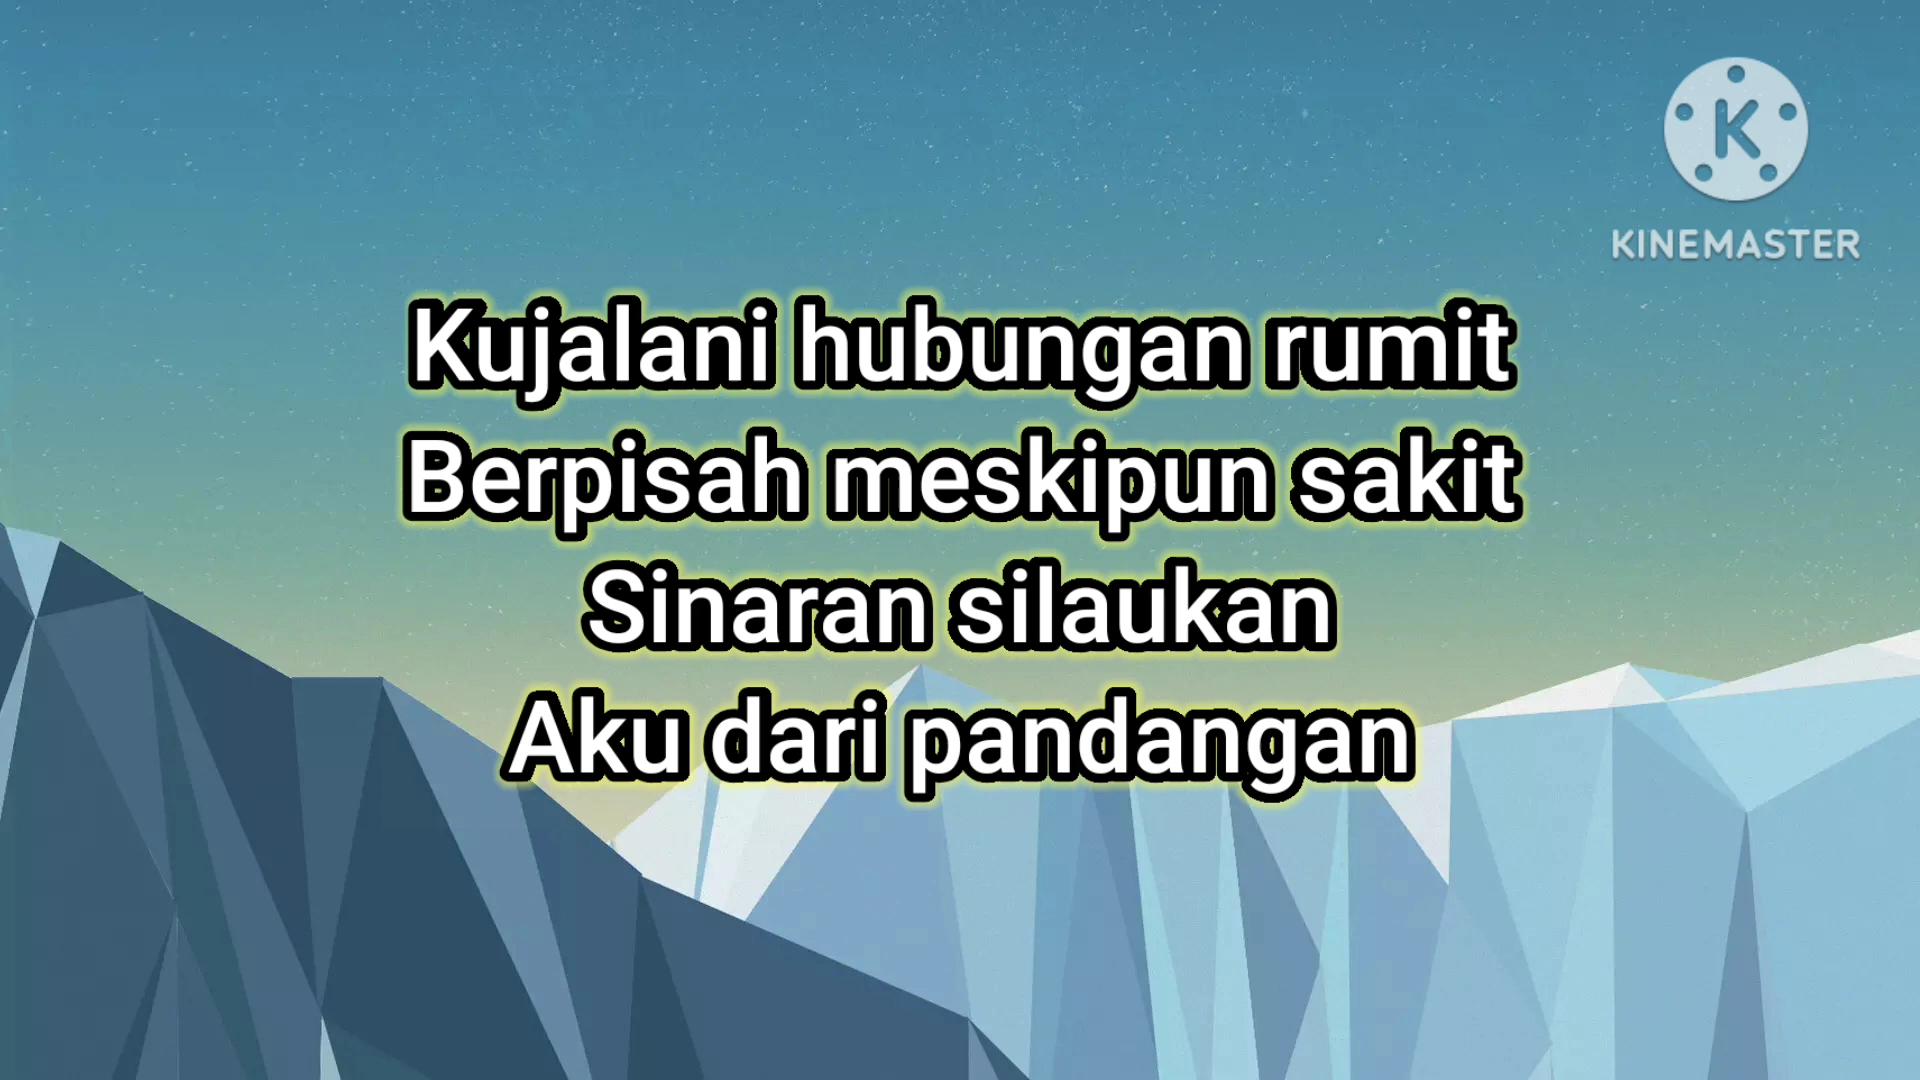 K
KINEMASTER
Kujalani hubungan rumit
Berpisah meskipun sakit
Sinaran silaukan
Aku dari pandangan